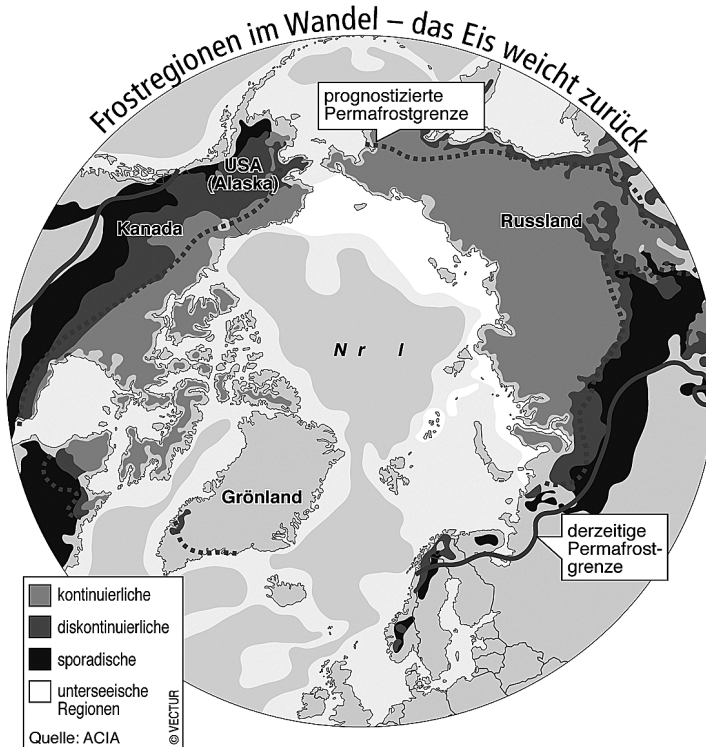 Frostregionen im Wandel – das Eis weicht zurück
prognostizierte
Permafrostgrenze
USA
(Alaska)
Kanada
Russland
N r l
Grönland
derzeitige
Permafrost-
grenze
kontinuierliche
diskontinuierliche
sporadische
unterseeische
Regionen
Quelle: ACIA
© VECTUR